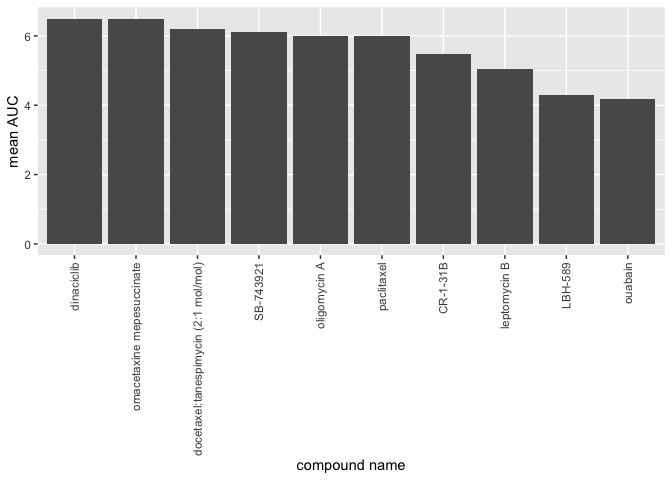 mean AUC
6
4
2
0
dinaciclib
omacetaxine mepesuccinate
docetaxel:tanespimycin (2:1 mol/mol)
SB-743921
oligomycin A
paclitaxel
CR-1-31B
leptomycin B
LBH-589
ouabain
compound name